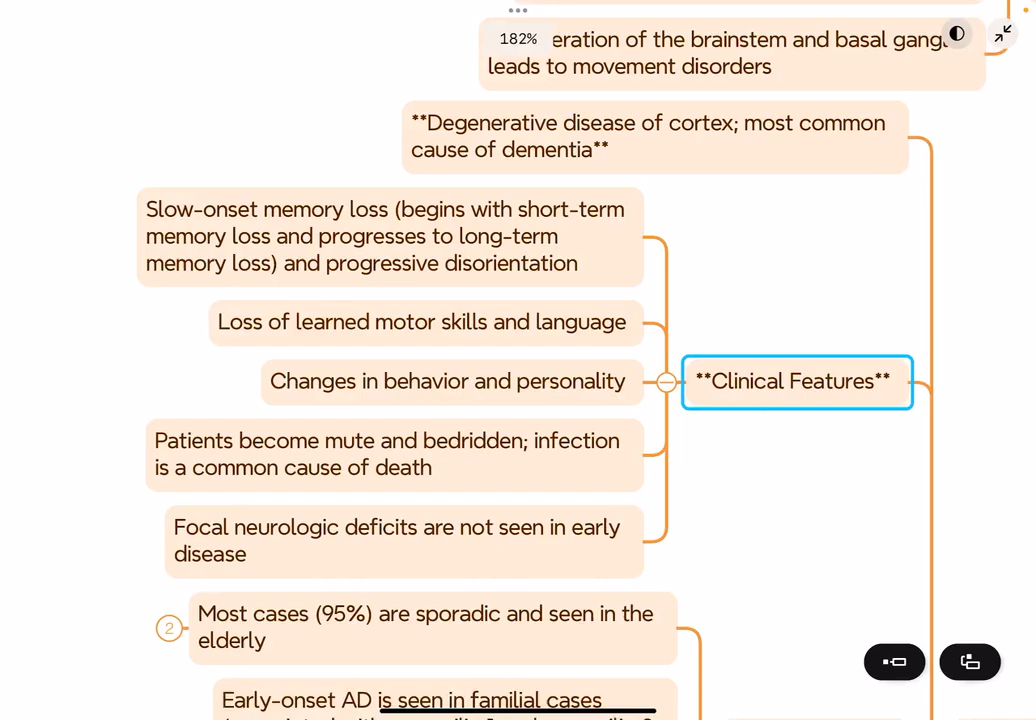 182%
eration of the brainstem and basal gangl
leads to movement disorders
**Degenerative disease of cortex; most common
cause of dementia**
Slow-onset memory loss (begins with short-term
memory loss and progresses to long-term
memory loss) and progressive disorientation
Loss of learned motor skills and language
Changes in behavior and personality
**Clinical Features**
Patients become mute and bedridden; infection
is a common cause of death
Focal neurologic deficits are not seen in early
disease
2
Most cases (95%) are sporadic and seen in the
elderly
Early-onset AD is seen in familial cases